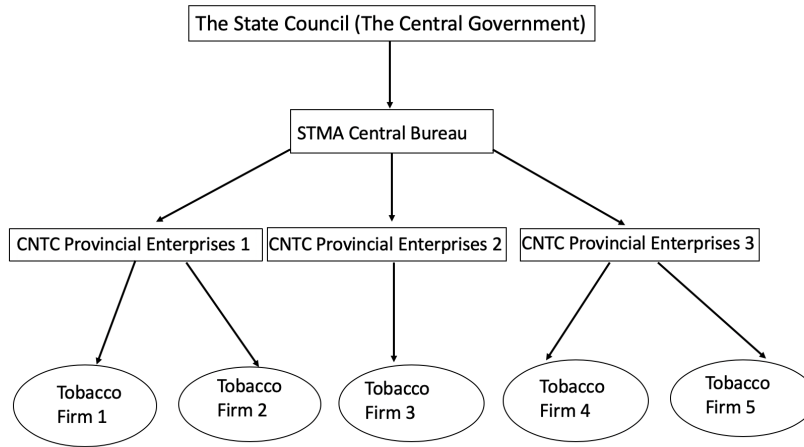 The State Council (The Central Government)
STMA Central Bureau
CNTC Provincial Enterprises 1
CNTC Provincial Enterprises 2
CNTC Provincial Enterprises 3
Tobacco
Firm 1
Tobacco
Firm 2
Tobacco
Firm 3
Tobacco
Firm 4
Tobacco
Firm 5